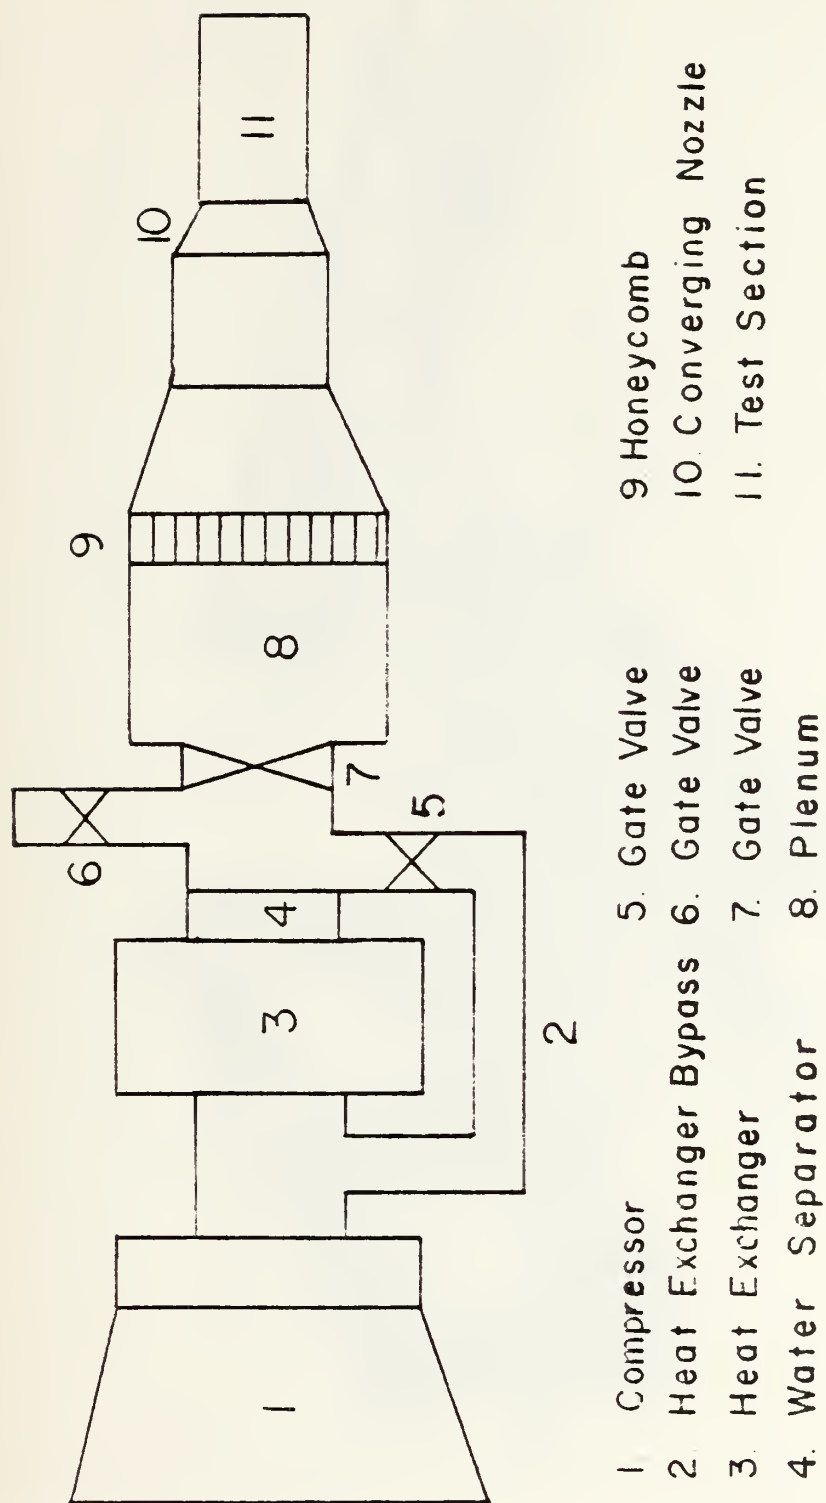 1
2
3
4
5
6
7
8
9
10
11
1. Compressor
2. Heat Exchanger Bypass
3. Heat Exchanger
4. Water Separator
5. Gate Valve
6. Gate Valve
7. Gate Valve
8. Plenum
9. Honeycomb
10. Converging Nozzle
11. Test Section